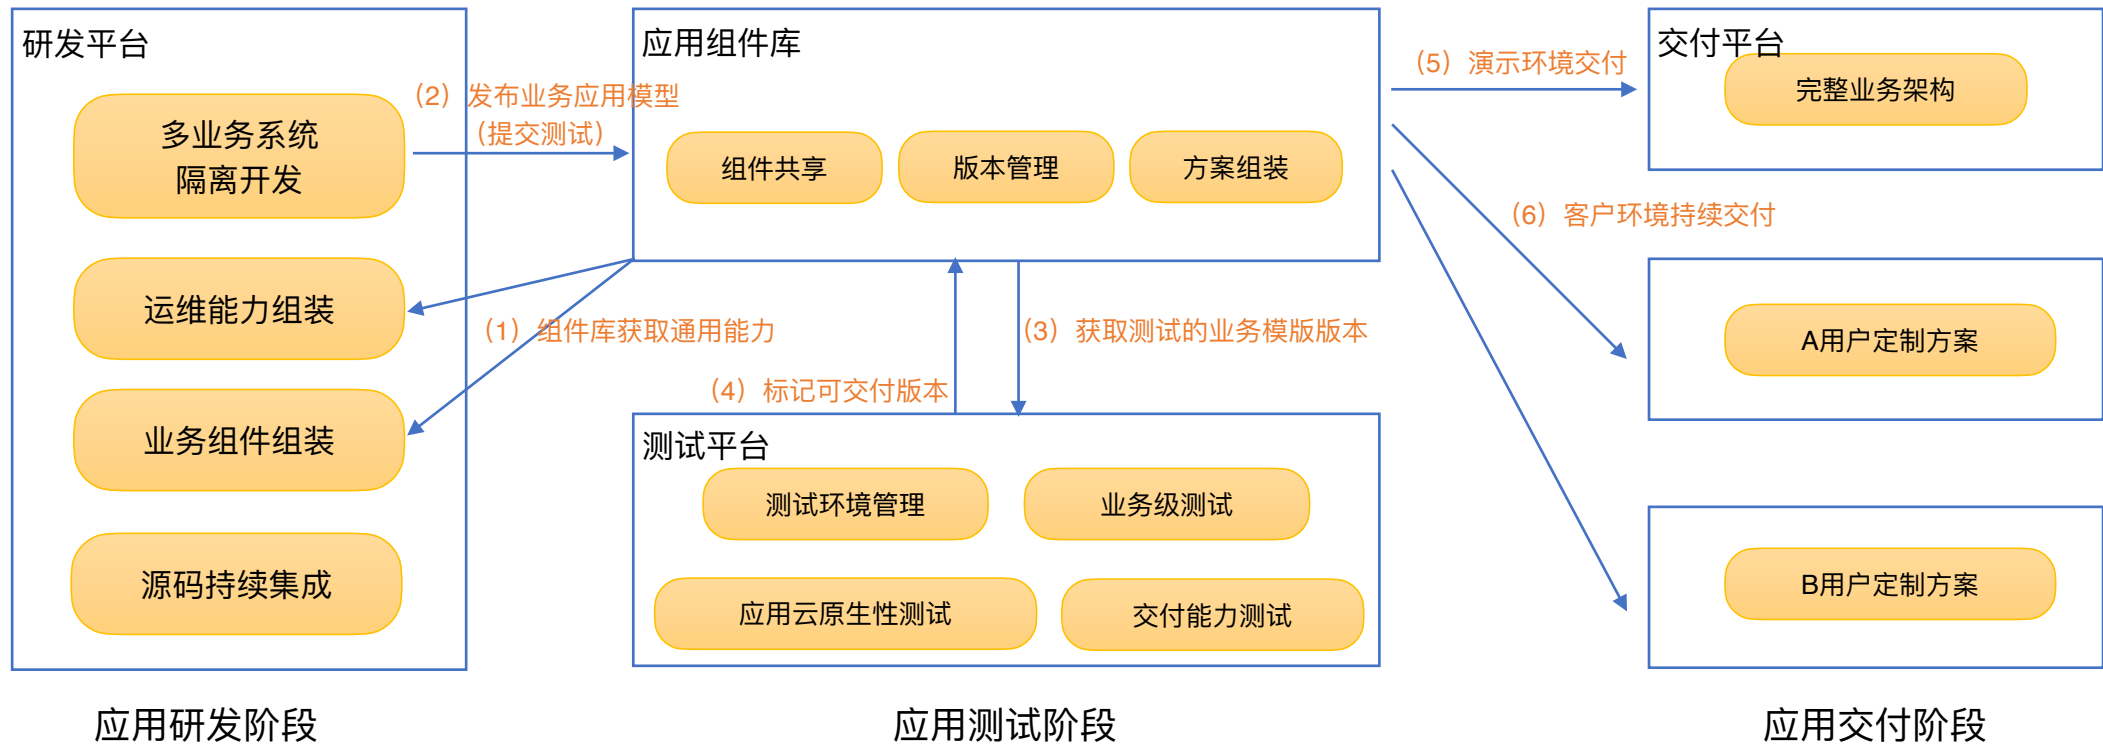 研发平台
多业务系统
隔离开发
运维能力组装
业务组件组装
源码持续集成
应用研发阶段
（2）发布业务应用模型
（提交测试）
（1）组件库获取通用能力
应用组件库
组件共享
版本管理
方案组装
（3）获取测试的业务模版版本
（4）标记可交付版本
测试平台
测试环境管理
业务级测试
应用云原生性测试
交付能力测试
应用测试阶段
（5）演示环境交付
（6）客户环境持续交付
交付平台
完整业务架构
A用户定制方案
B用户定制方案
应用交付阶段